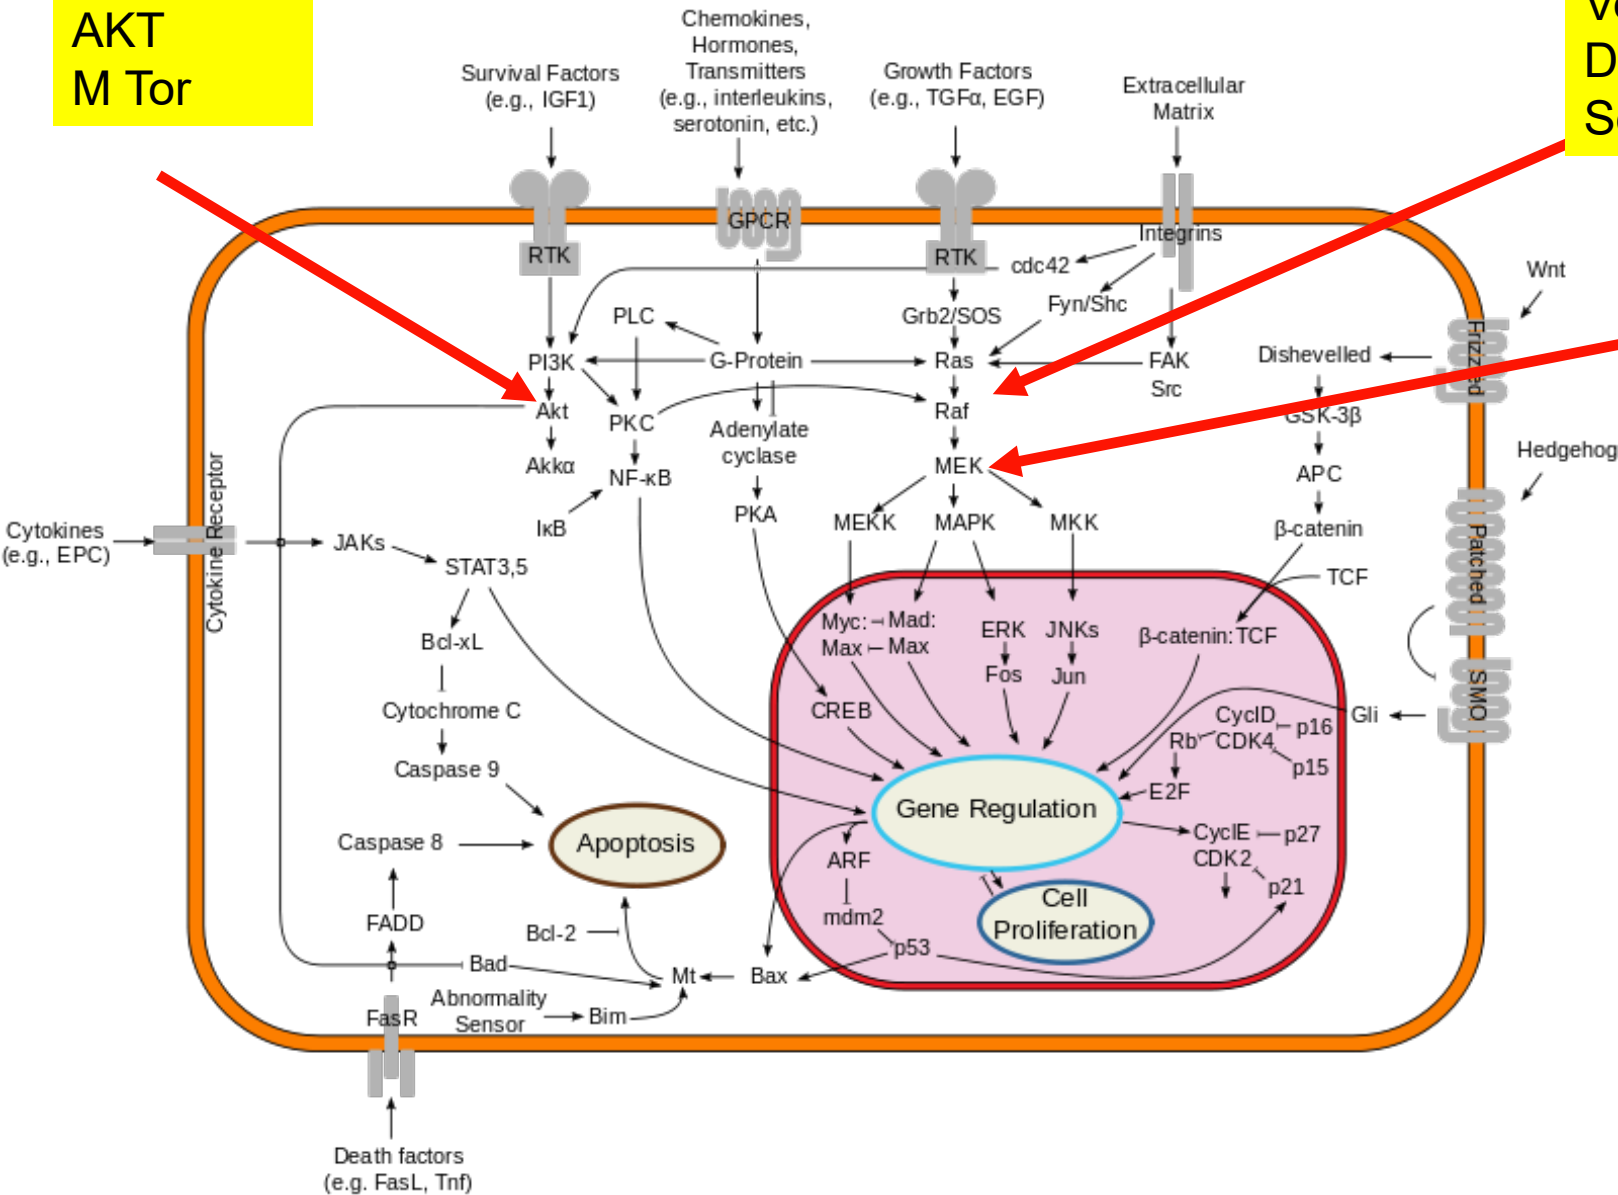 AKT
M Tor
Chemokines,
Hormones,
Transmitters
(e.g., interleukins,
serotonin, etc.)
Survival Factors
(e.g., IGF1)
Growth Factors
(e.g., TGFα, EGF)
Extracellular
Matrix
GPCR
RTK
RTK
Integrins
cdc42
Wnt
Fyn/Shc
PLC
Grb2/SOS
Frizzled
PI3K
G-Protein
Ras
FAK
Src
Dishevelled
Akt
PKC
Raf
GSK-3β
Adenylate
cyclase
Akkα
NF-κB
MEK
APC
Hedgehog
PKA
IκB
MEKK
MAPK
MKK
β-catenin
Cytokines
(e.g., EPC)
Cytokine Receptor
JAKs
STAT3,5
TCF
Patched
Myc:
Mad:
Max
Max
ERK
JNKs
β-catenin:TCF
Bcl-xL
Fos
Jun
SMO
Cytochrome C
CREB
CyclD
CDK4
p16
Rb
Gli
p15
Caspase 9
E2F
Gene Regulation
CyclE
CDK2
p27
Caspase 8
Apoptosis
ARF
p21
Cell
Proliferation
FADD
Bcl-2
mdm2
p53
Bad
Mt
Bax
Abnormality
Sensor
Bim
FasR
Death factors
(e.g. FasL, Tnf)